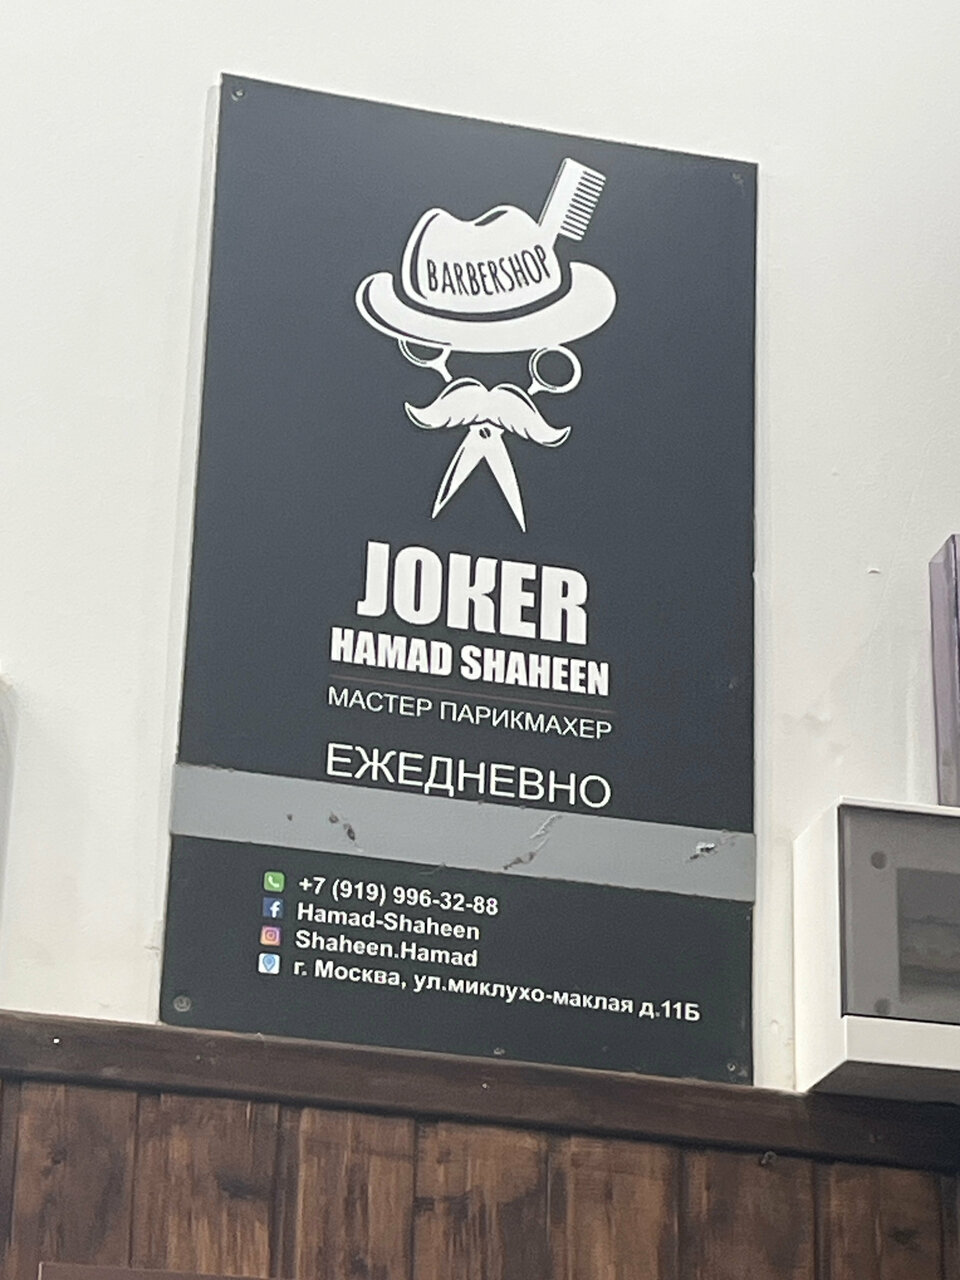 BARBERSHOP
JOKER
HAMAD SHAHEEN
МАСТЕР ПАРИКМАХЕР
ЕЖЕДНЕВНО
+7 (919) 996-32-88
Hamad-Shaheen
Shaheen.Hamad
г. Москва, ул.миклухо-маклая д.11Б